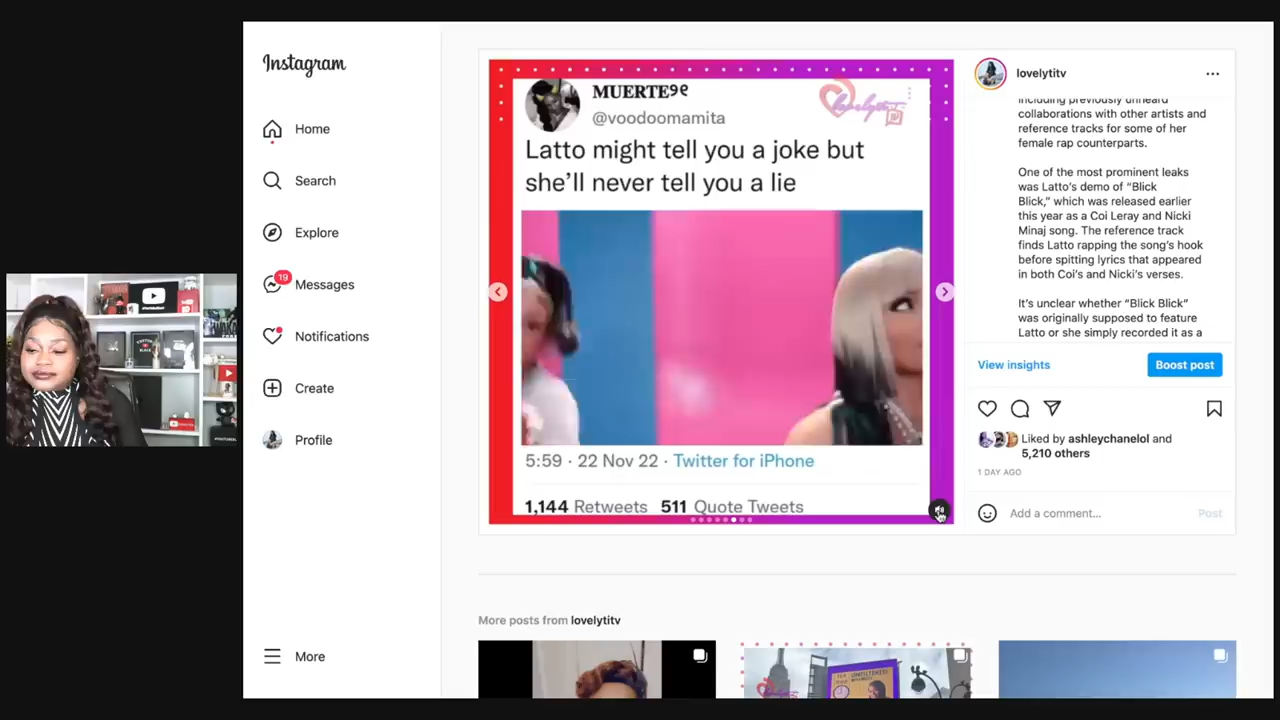 Instagram
Home
Search
Explore
19
Messages
Notifications
Create
Profile
More
MUERTE୨୧
@voodoomamita
Latto might tell you a joke but
she'll never tell you a lie
5:59 · 22 Nov 22 · Twitter for iPhone
1,144 Retweets 511 Quote Tweets
lovelytitv
including previously unheard
collaborations with other artists and
reference tracks for some of her
female rap counterparts.
One of the most prominent leaks
was Latto's demo of "Blick
Blick," which was released earlier
this year as a Coi Leray and Nicki
Minaj song. The reference track
finds Latto rapping the song's hook
before spitting lyrics that appeared
in both Coi's and Nicki's verses.
It's unclear whether "Blick Blick"
was originally supposed to feature
Latto or she simply recorded it as a
View insights
Boost post
Liked by ashleychanelol and
5,210 others
1 DAY AGO
Add a comment...
Post
More posts from lovelytitv